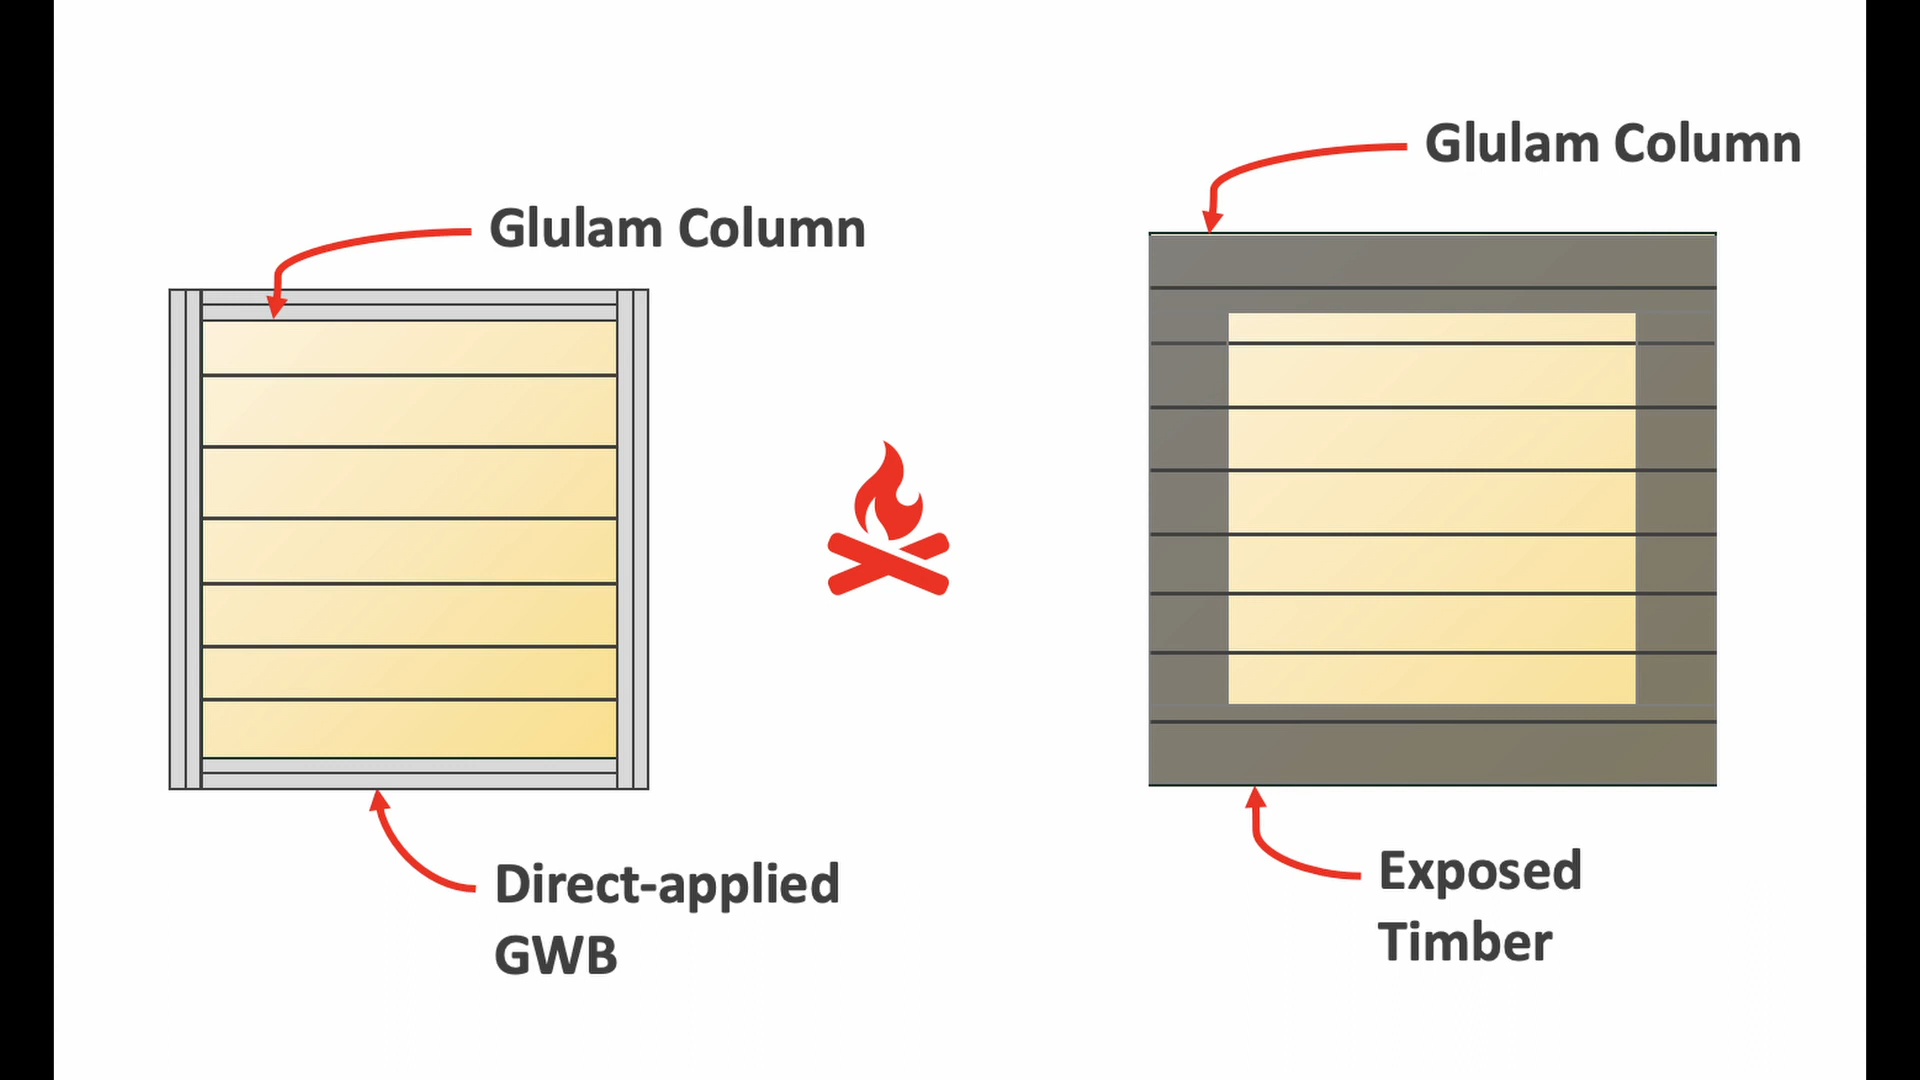 Glulam Column
Glulam Column
Direct-applied
GWB
Exposed
Timber